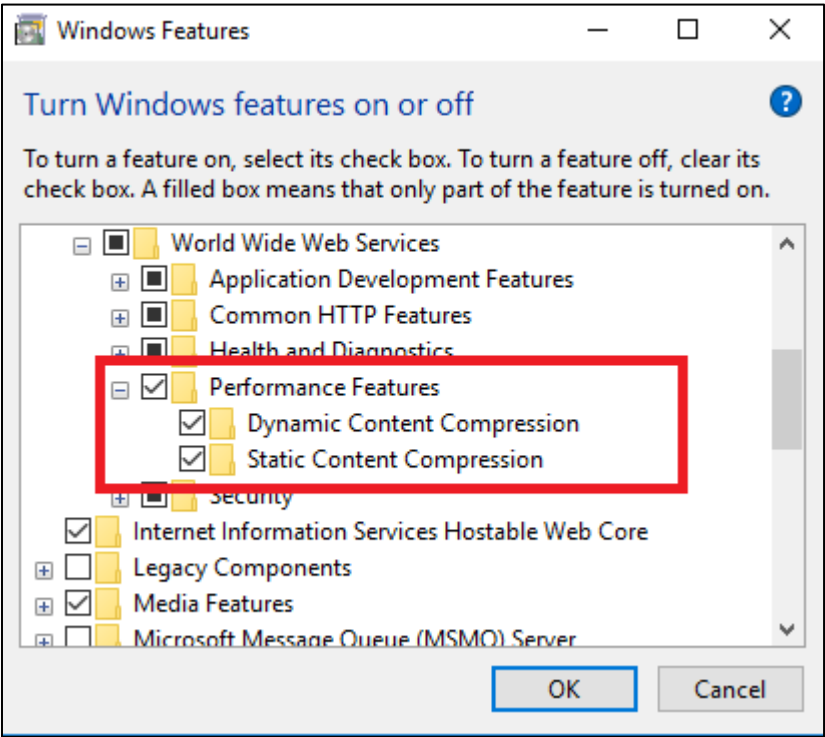 Windows Features
Turn Windows features on or off
?
To turn a feature on, select its check box. To turn a feature off, clear its
check box. A filled box means that only part of the feature is turned on.
World Wide Web Services
Application Development Features
Common HTTP Features
Health and Diagnostics
Performance Features
Dynamic Content Compression
Static Content Compression
Security
Internet Information Services Hostable Web Core
Legacy Components
Media Features
Microsoft Message Queue (MSMQ) Server
OK
Cancel